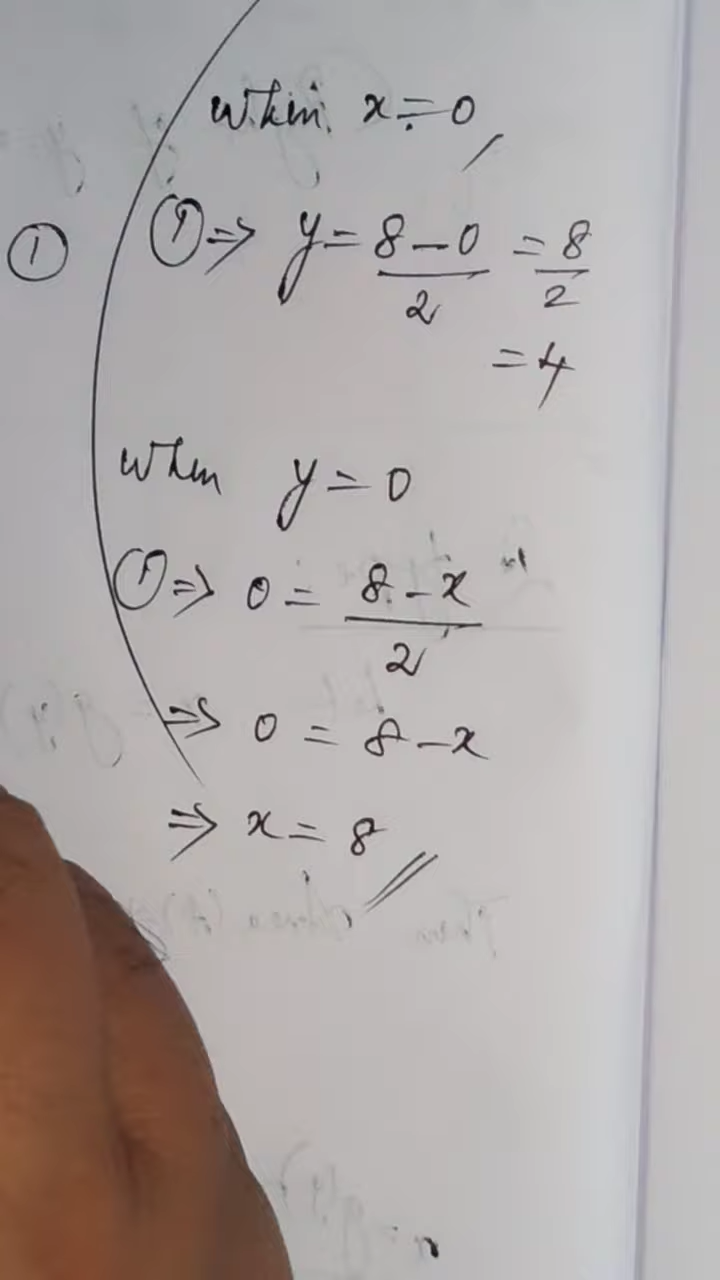 when x = 0
① ① ⇒ y = 8 - 0 / 2 = 8 / 2
= 4
when y = 0
① ⇒ 0 = 8 - x / 2
⇒ 0 = 8 - x
⇒ x = 8 //